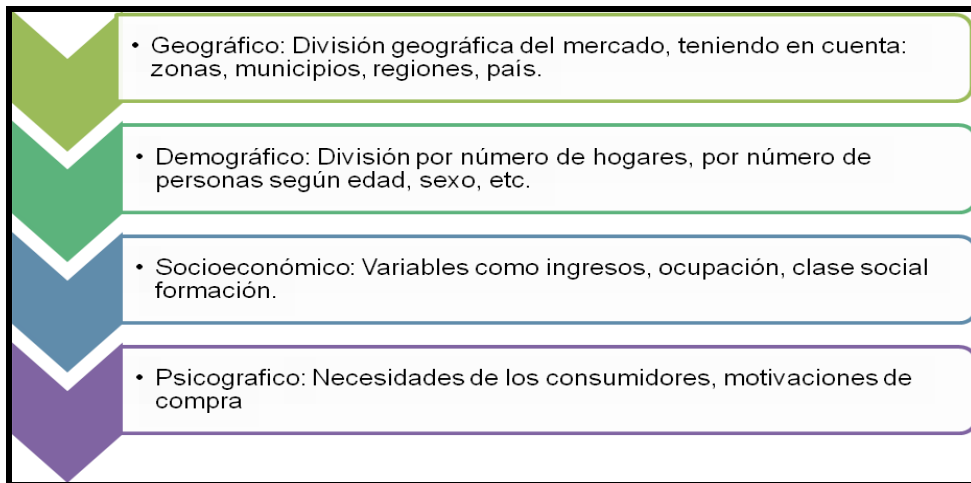 • Geográfico: División geográfica del mercado, teniendo en cuenta:
zonas, municipios, regiones, país.
• Demográfico: División por número de hogares, por número de
personas según edad, sexo, etc.
• Socioeconómico: Variables como ingresos, ocupación, clase social
formación.
• Psicografico: Necesidades de los consumidores, motivaciones de
compra